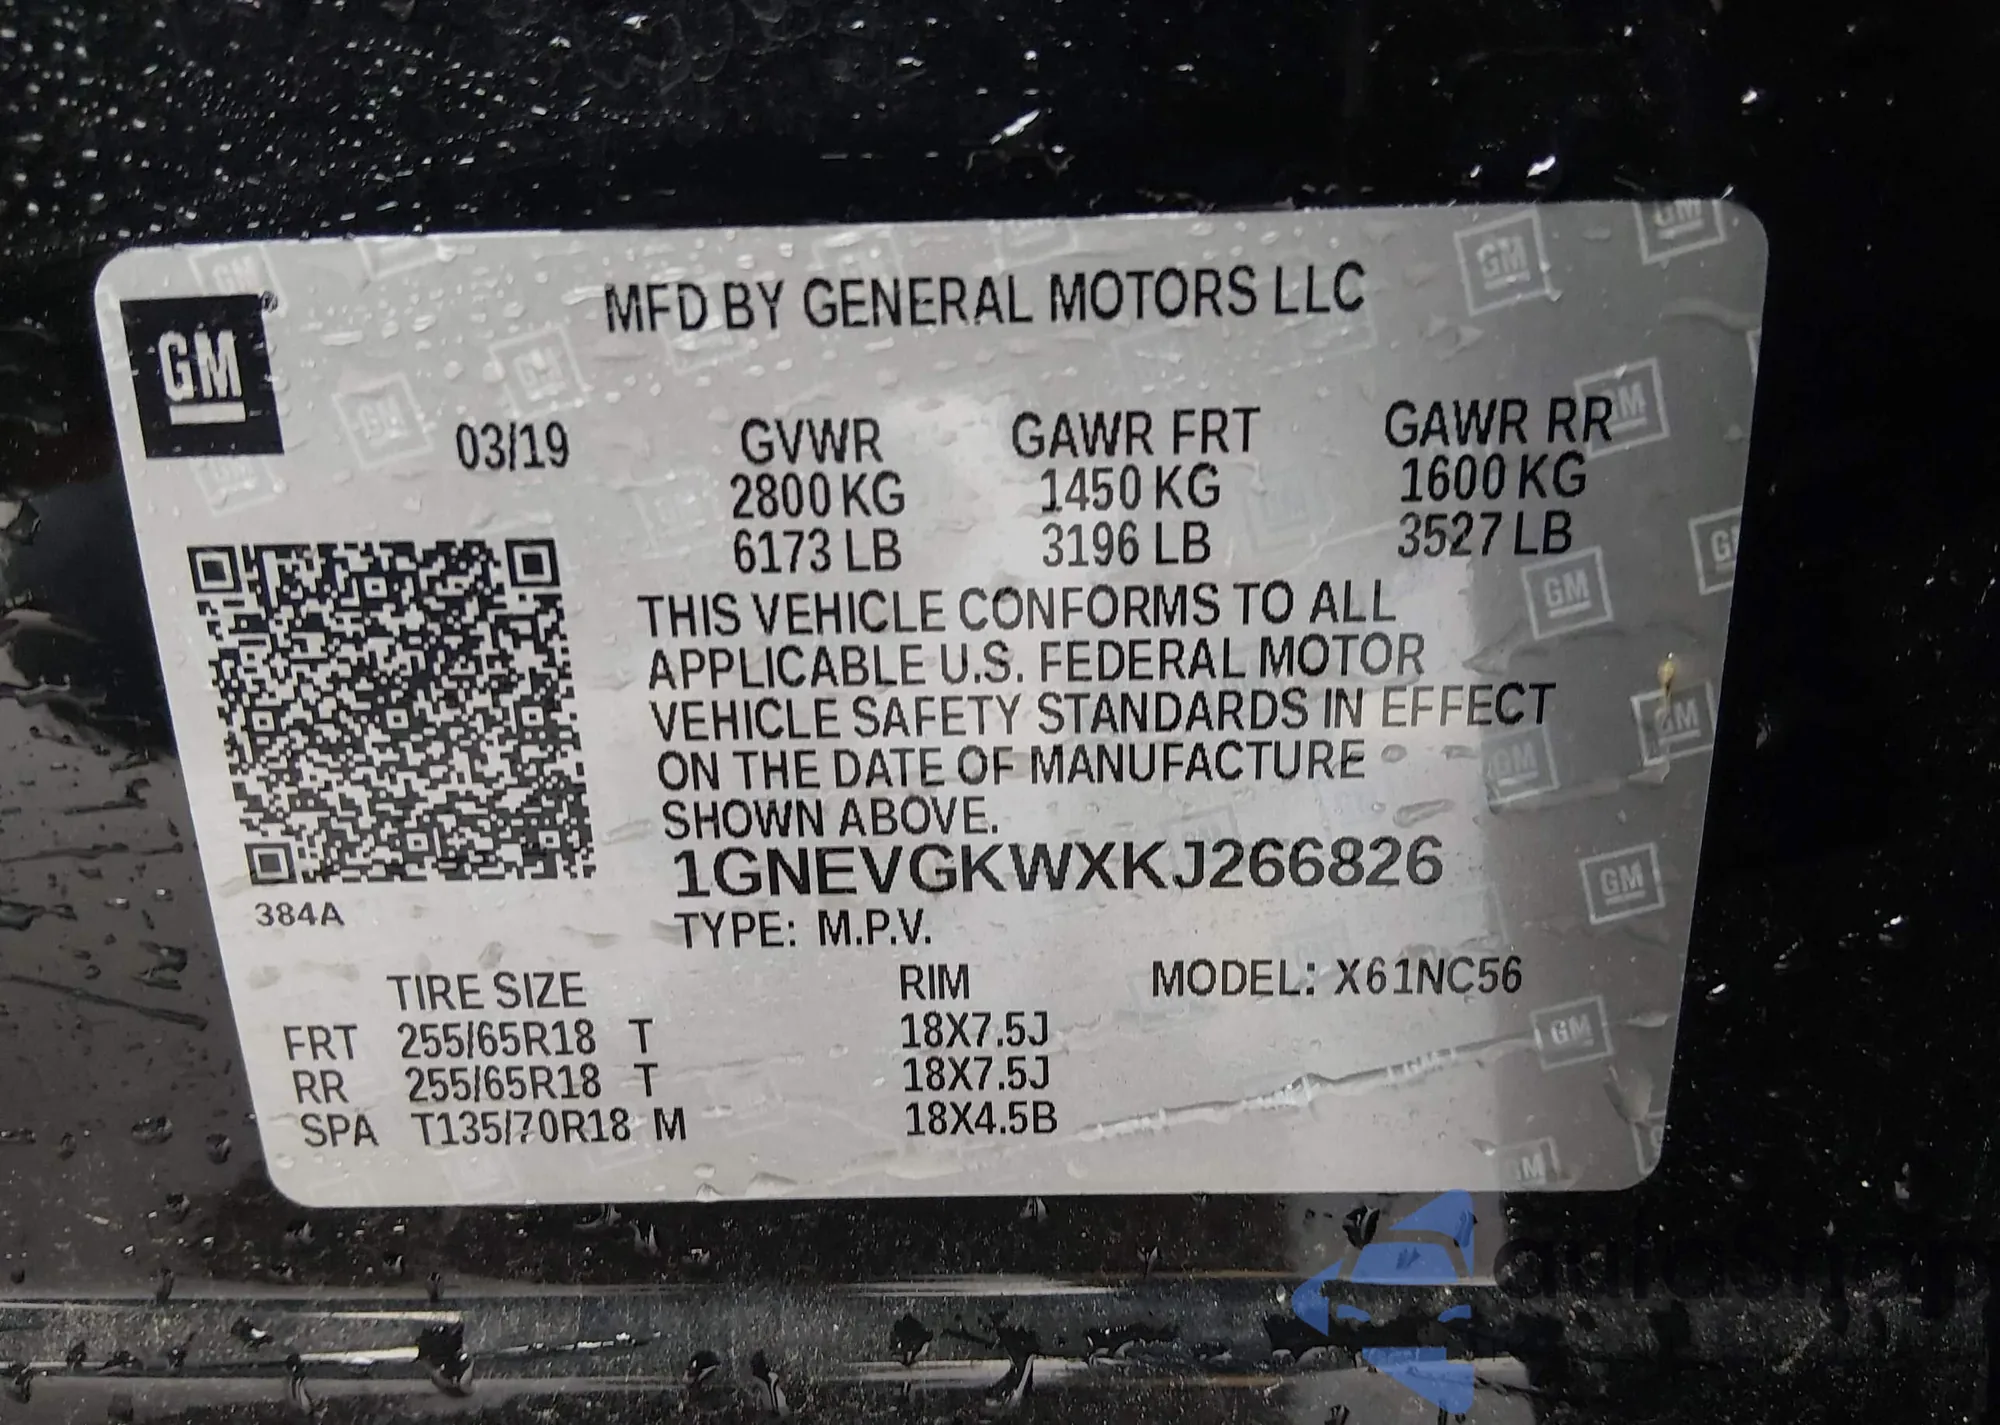 MFD BY GENERAL MOTORS LLC
GM
03/19 GVWR GAWR FRT GAWR RR
2800 KG 1450 KG 1600 KG
6173 LB 3196 LB 3527 LB
THIS VEHICLE CONFORMS TO ALL
APPLICABLE U.S. FEDERAL MOTOR
VEHICLE SAFETY STANDARDS IN EFFECT
ON THE DATE OF MANUFACTURE
SHOWN ABOVE.
1GNEVGKWXKJ266826
384A
TYPE: M.P.V.
TIRE SIZE RIM MODEL: X61NC56
FRT 255/65R18 T 18X7.5J
RR 255/65R18 T 18X7.5J
SPA T135/70R18 M 18X4.5B